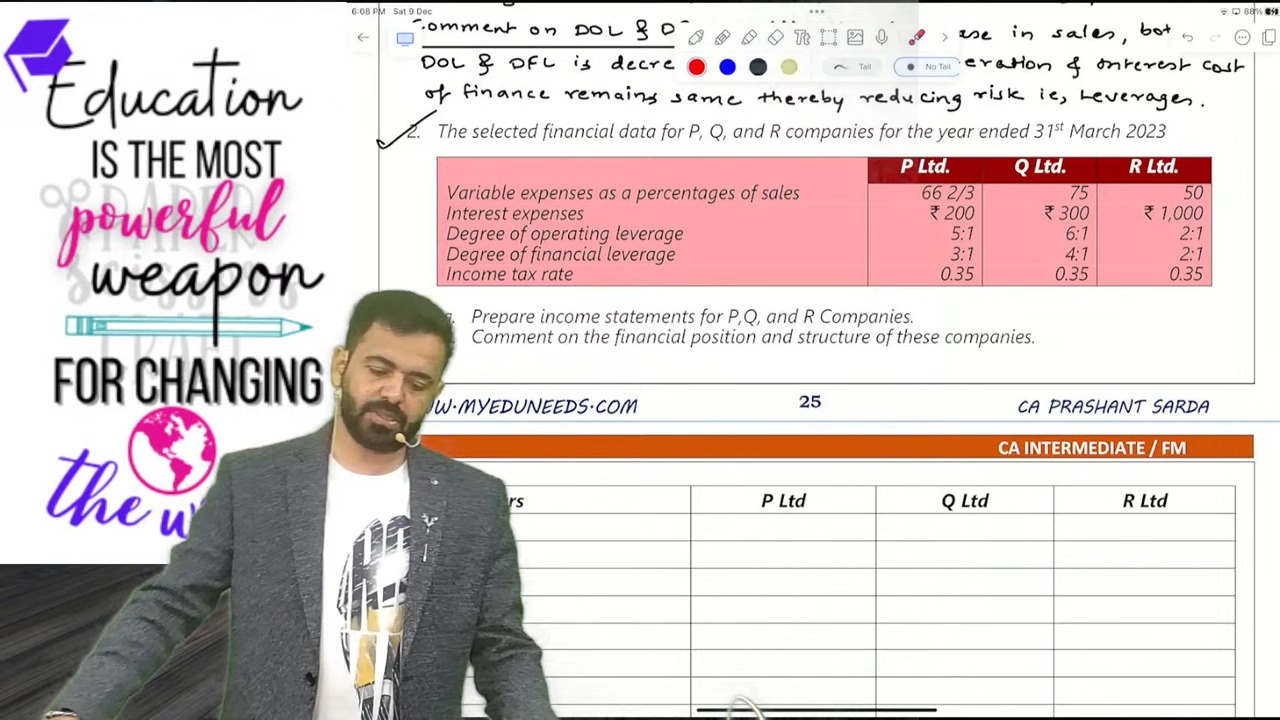 6:08 PM Sat 9 Dec
88%
Education
IS THE MOST
powerful
weapon
FOR CHANGING
the
Comment on DOL & in sales,
DOL & DFL is of interest cost
of finance remains same thereby reducing risk ie, Leverages.
Tt
Tail
No Tail
2. The selected financial data for P, Q, and R companies for the year ended 31st March 2023
P Ltd. Q Ltd. R Ltd.
Variable expenses as a percentages of sales 66 2/3 75 50
Interest expenses ₹ 200 ₹ 300 ₹ 1,000
Degree of operating leverage 5:1 6:1 2:1
Degree of financial leverage 3:1 4:1 2:1
Income tax rate 0.35 0.35 0.35
Prepare income statements for P,Q, and R Companies.
Comment on the financial position and structure of these companies.
W.MYEDUNEEDS.COM 25 CA PRASHANT SARDA
CA INTERMEDIATE / FM
rs P Ltd Q Ltd R Ltd